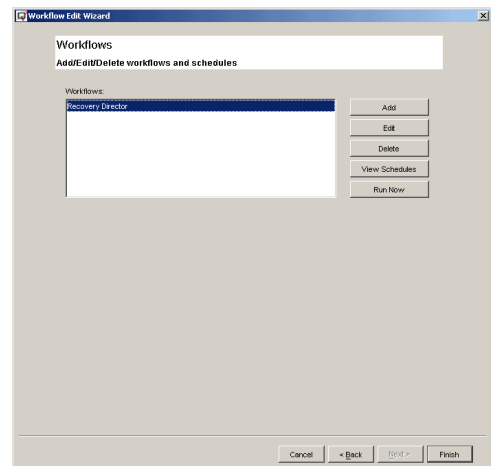 Workflow Edit Wizard
Workflows
Add/Edit/Delete workflows and schedules
Workflows:
Recovery Director
Add
Edit
Delete
View Schedules
Run Now
Cancel
< Back
Next >
Finish